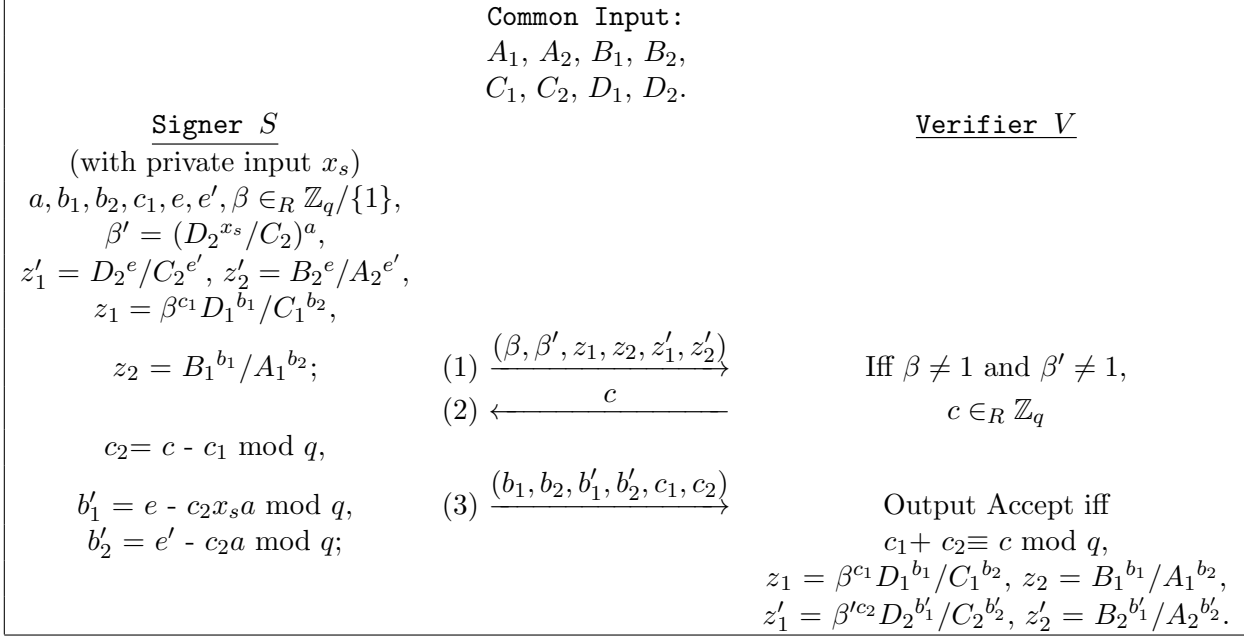 Common Input:
A₁, A₂, B₁, B₂,
C₁, C₂, D₁, D₂.
Signer S
Verifier V
(with private input xₛ)
a, b₁, b₂, c₁, e, e′, β ∈_R ℤ_q/{1},
β′ = (D₂^{xₛ}/C₂)^a,
z′₁ = D₂^e/C₂^{e′}, z′₂ = B₂^e/A₂^{e′},
z₁ = β^{c₁}D₁^{b₁}/C₁^{b₂},
z₂ = B₁^{b₁}/A₁^{b₂};
(1) (β, β′, z₁, z₂, z′₁, z′₂)
Iff β ≠ 1 and β′ ≠ 1,
(2) c
c ∈_R ℤ_q
c₂= c - c₁ mod q,
b′₁ = e - c₂xₛa mod q,
(3) (b₁, b₂, b′₁, b′₂, c₁, c₂)
Output Accept iff
b′₂ = e′ - c₂a mod q;
c₁+ c₂≡ c mod q,
z₁ = β^{c₁}D₁^{b₁}/C₁^{b₂}, z₂ = B₁^{b₁}/A₁^{b₂},
z′₁ = β′^{c₂}D₂^{b′₁}/C₂^{b′₂}, z′₂ = B₂^{b′₁}/A₂^{b′₂}.